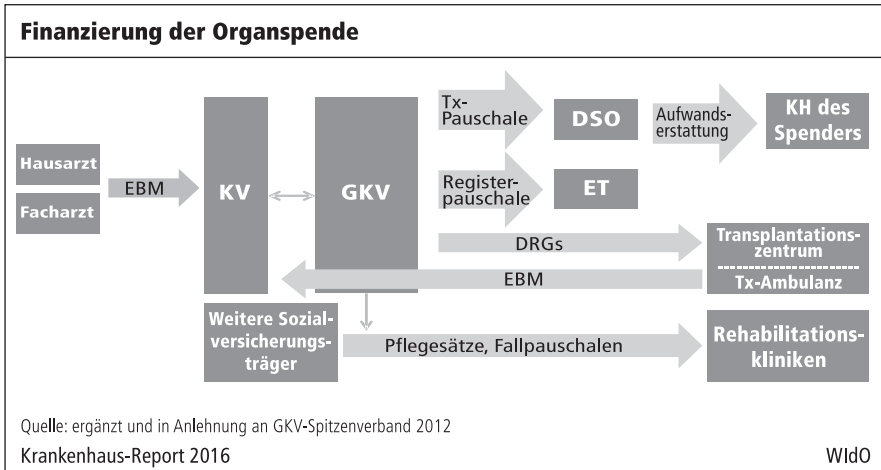 Finanzierung der Organspende
Hausarzt
Facharzt
EBM
KV
GKV
Tx-
Pauschale
DSO
Aufwands-
erstattung
KH des
Spenders
Register-
pauschale
ET
DRGs
Transplantations-
zentrum
EBM
Tx-Ambulanz
Weitere Sozial-
versicherungs-
träger
Pflegesätze, Fallpauschalen
Rehabilitations-
kliniken
Quelle: ergänzt und in Anlehnung an GKV-Spitzenverband 2012
Krankenhaus-Report 2016
WIdO